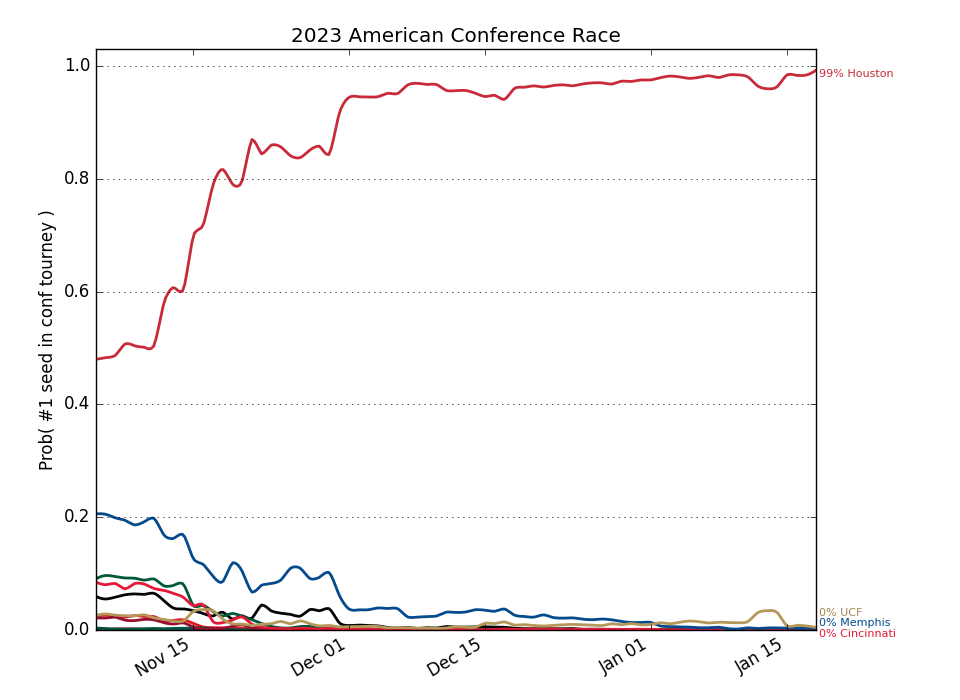 2023 American Conference Race
Prob( #1 seed in conf tourney )
1.0
0.8
0.6
0.4
0.2
0.0
99% Houston
0% UCF
0% Memphis
0% Cincinnati
Nov 15
Dec 01
Dec 15
Jan 01
Jan 15